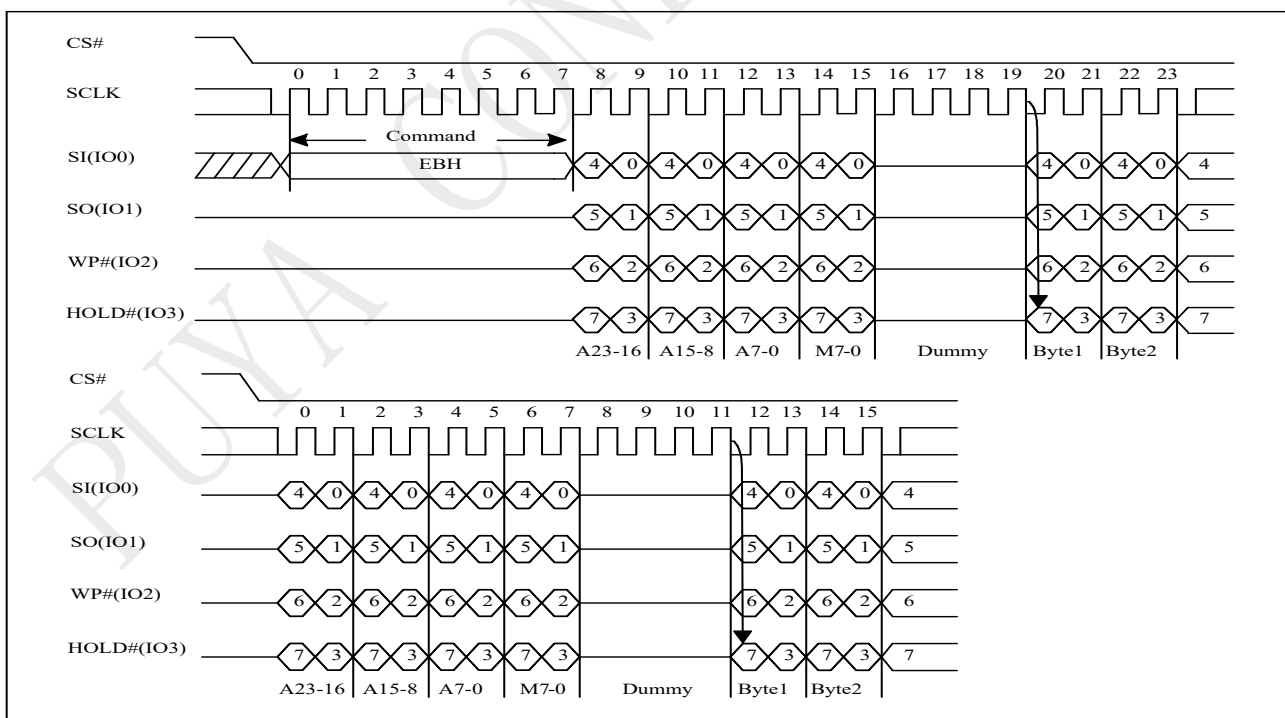 PUYA CON
CS#
0 1 2 3 4 5 6 7 8 9 10 11 12 13 14 15 16 17 18 19 20 21 22 23
SCLK
Command
SI(IO0) EBH 4 0 4 0 4 0 4 0 4 0 4 0 4
SO(IO1) 5 1 5 1 5 1 5 1 5 1 5 1 5
WP#(IO2) 6 2 6 2 6 2 6 2 6 2 6 2 6
HOLD#(IO3) 7 3 7 3 7 3 7 3 7 3 7 3 7
A23-16 A15-8 A7-0 M7-0 Dummy Byte1 Byte2
CS#
0 1 2 3 4 5 6 7 8 9 10 11 12 13 14 15
SCLK
SI(IO0) 4 0 4 0 4 0 4 0 4 0 4 0 4
SO(IO1) 5 1 5 1 5 1 5 1 5 1 5 1 5
WP#(IO2) 6 2 6 2 6 2 6 2 6 2 6 2 6
HOLD#(IO3) 7 3 7 3 7 3 7 3 7 3 7 3 7
A23-16 A15-8 A7-0 M7-0 Dummy Byte1 Byte2